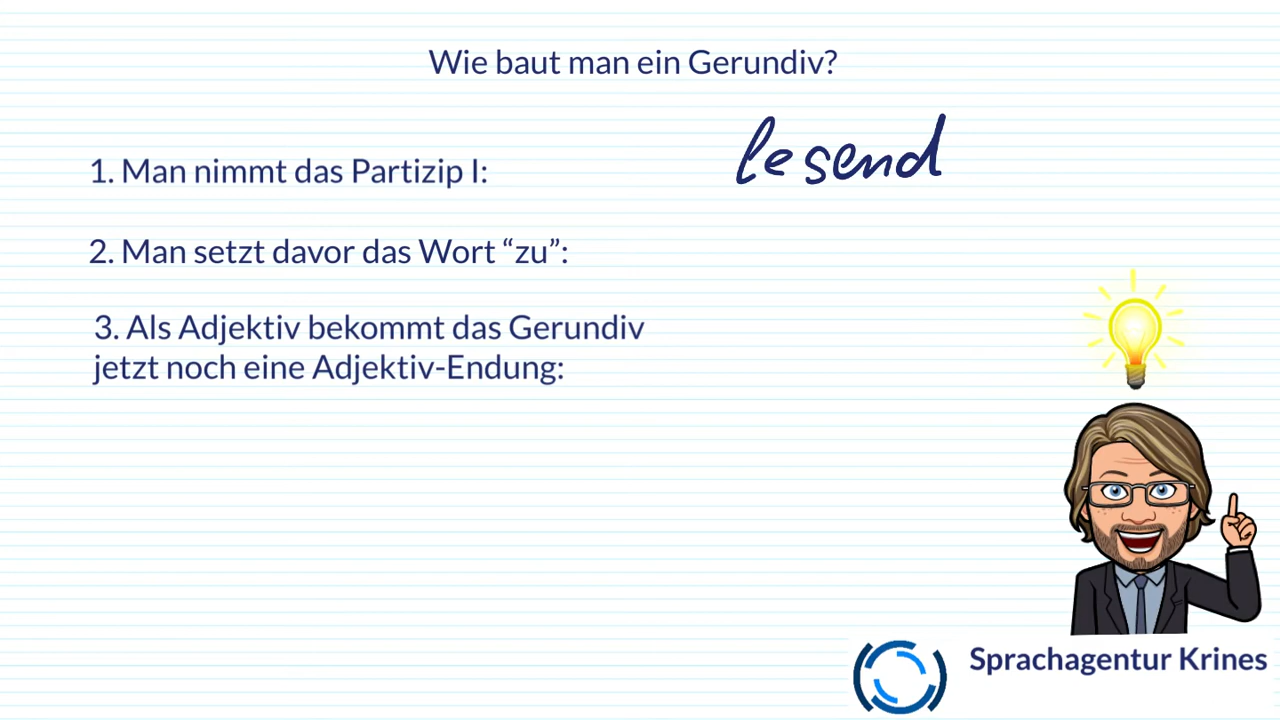 Wie baut man ein Gerundiv?
1. Man nimmt das Partizip I:
lesend
2. Man setzt davor das Wort “zu”:
3. Als Adjektiv bekommt das Gerundiv
jetzt noch eine Adjektiv-Endung:
Sprachagentur Krines